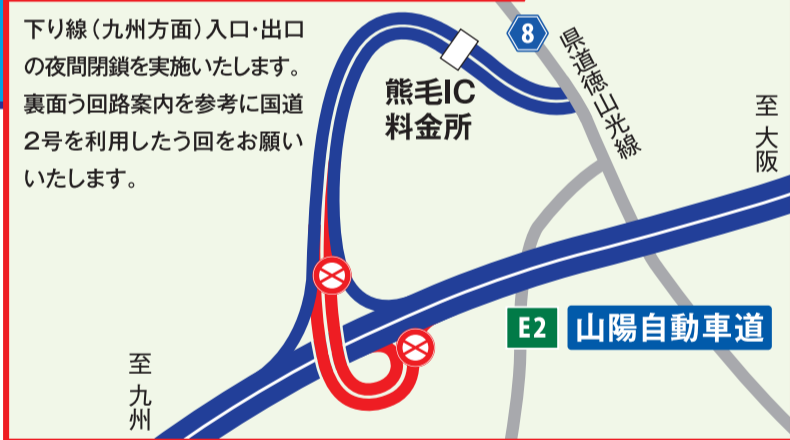 下り線（九州方面）入口・出口
の夜間閉鎖を実施いたします。
裏面う回路案内を参考に国道
2号を利用したう回をお願い
いたします。
8
県道徳山光線
熊毛IC
料金所
至 大阪
E2 山陽自動車道
至 九州